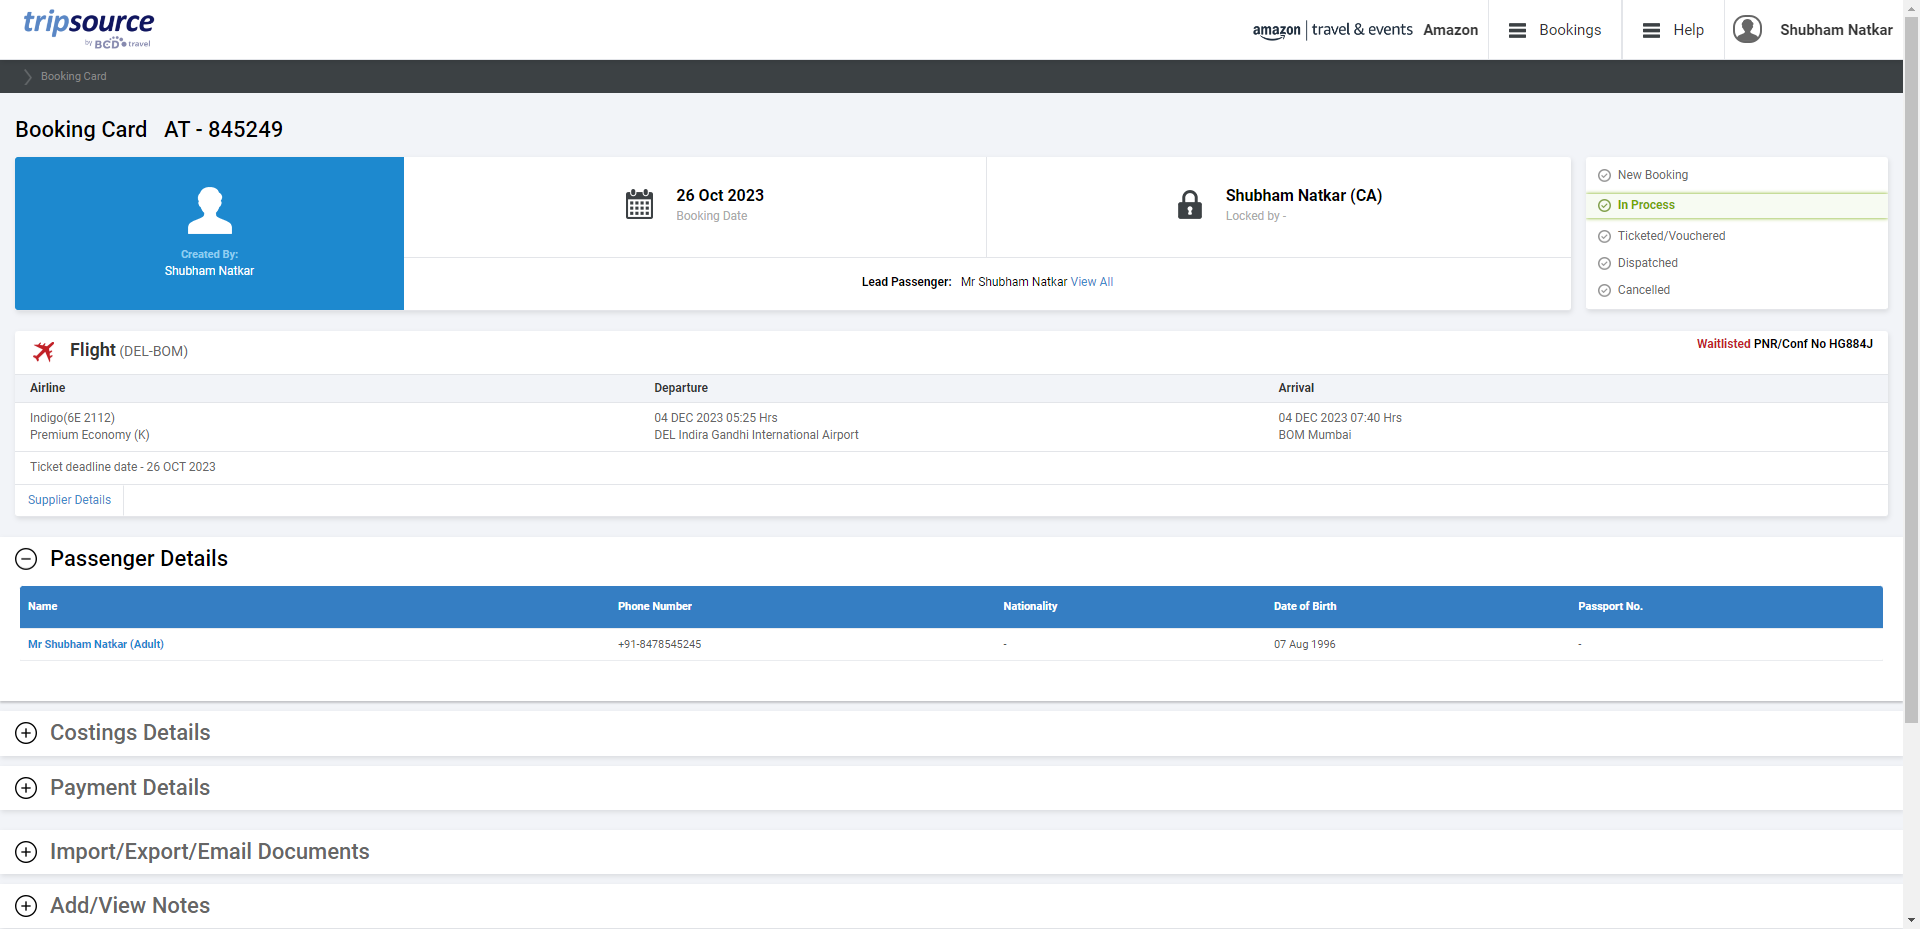 tripsource
by BCD travel
amazon | travel & events Amazon
Bookings
Help
Shubham Natkar
Booking Card
Booking Card AT - 845249
Created By:
Shubham Natkar
26 Oct 2023
Booking Date
Shubham Natkar (CA)
Locked by -
Lead Passenger: Mr Shubham Natkar View All
New Booking
In Process
Ticketed/Vouchered
Dispatched
Cancelled
Flight (DEL-BOM)
Waitlisted PNR/Conf No HG884J
Airline Departure Arrival
Indigo(6E 2112) 04 DEC 2023 05:25 Hrs 04 DEC 2023 07:40 Hrs
Premium Economy (K) DEL Indira Gandhi International Airport BOM Mumbai
Ticket deadline date - 26 OCT 2023
Supplier Details
Passenger Details
Name Phone Number Nationality Date of Birth Passport No.
Mr Shubham Natkar (Adult) +91-8478545245 - 07 Aug 1996 -
Costings Details
Payment Details
Import/Export/Email Documents
Add/View Notes